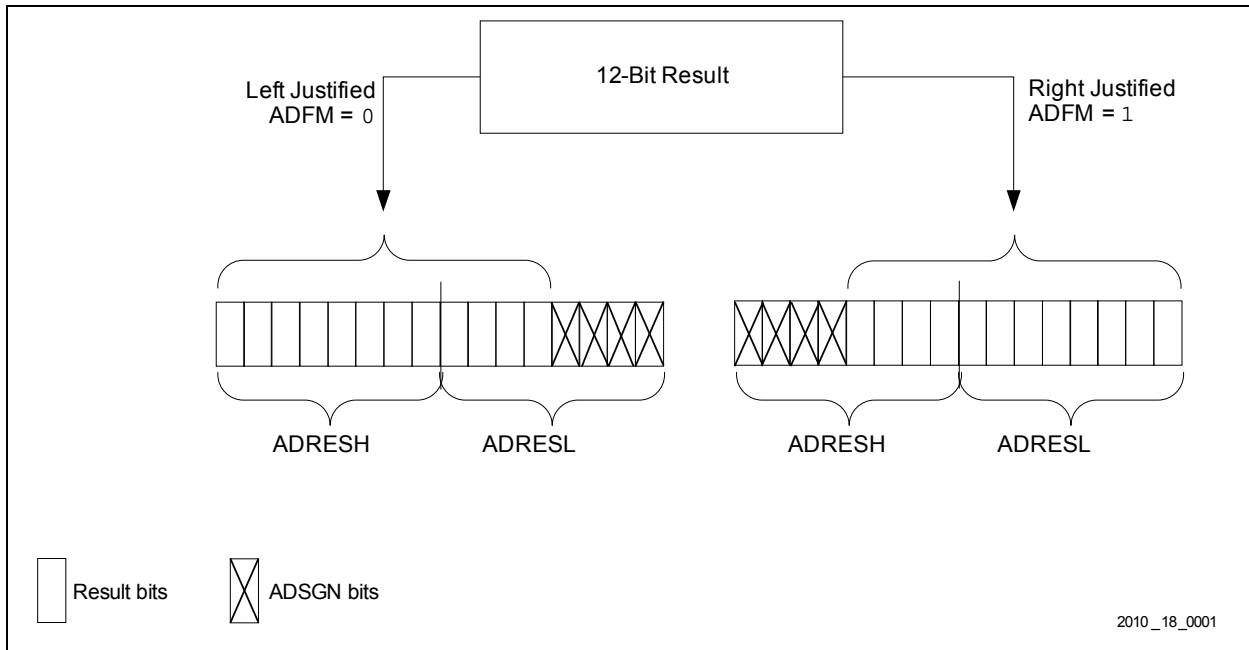 12-Bit Result
Left Justified
ADFM = 0
Right Justified
ADFM = 1
ADRESH
ADRESL
ADRESH
ADRESL
Result bits
ADSGN bits
2010_18_0001